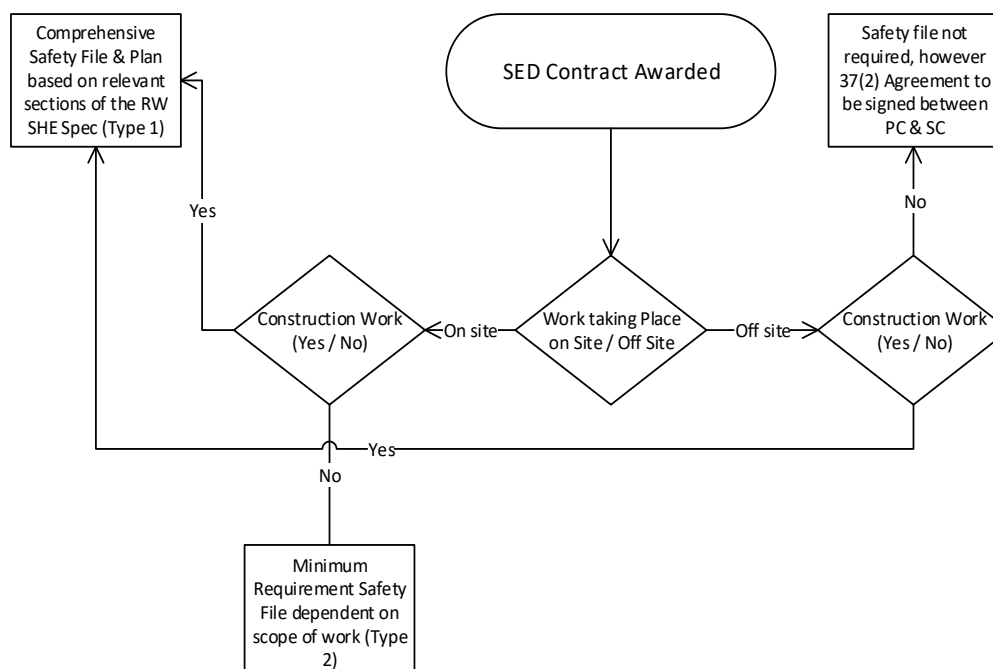 Comprehensive
Safety File & Plan
based on relevant
sections of the RW
SHE Spec (Type 1)
SED Contract Awarded
Safety file not
required, however
37(2) Agreement to
be signed between
PC & SC
Yes
No
Construction Work
(Yes / No)
On site
Work taking Place
on Site / Off Site
Off site
Construction Work
(Yes / No)
Yes
No
Minimum
Requirement Safety
File dependent on
scope of work (Type
2)